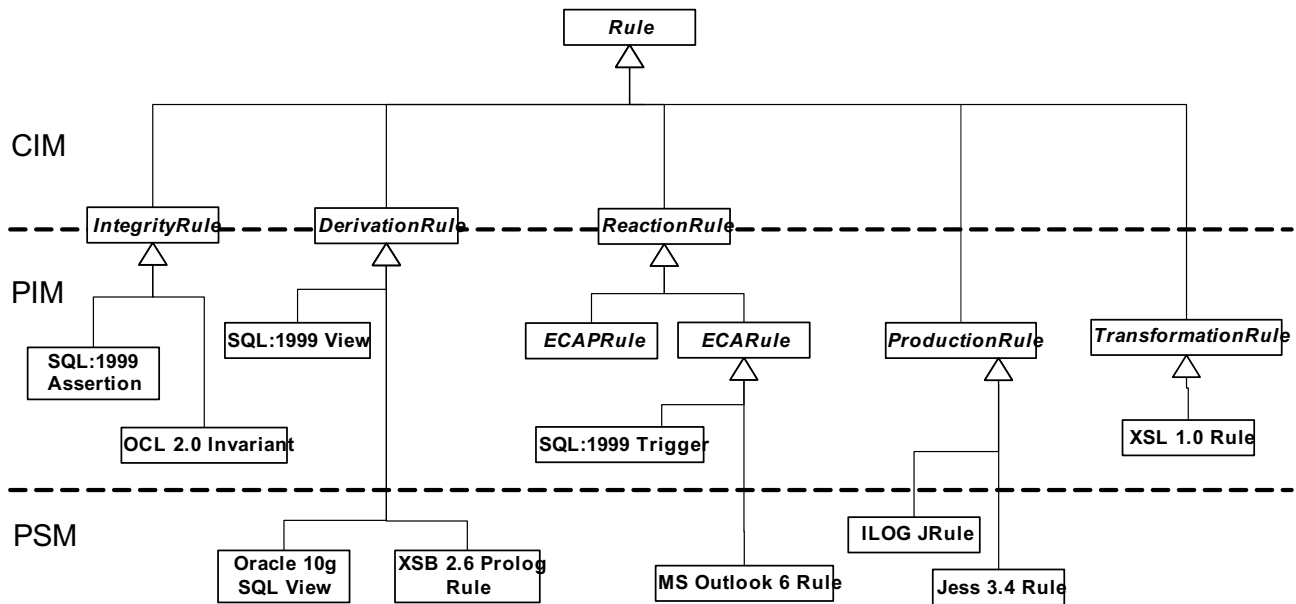 Rule
CIM
IntegrityRule
DerivationRule
ReactionRule
PIM
SQL:1999 View
ECAPRule
ECARule
ProductionRule
TransformationRule
SQL:1999
Assertion
OCL 2.0 Invariant
SQL:1999 Trigger
XSL 1.0 Rule
PSM
Oracle 10g
SQL View
XSB 2.6 Prolog
Rule
MS Outlook 6 Rule
ILOG JRule
Jess 3.4 Rule